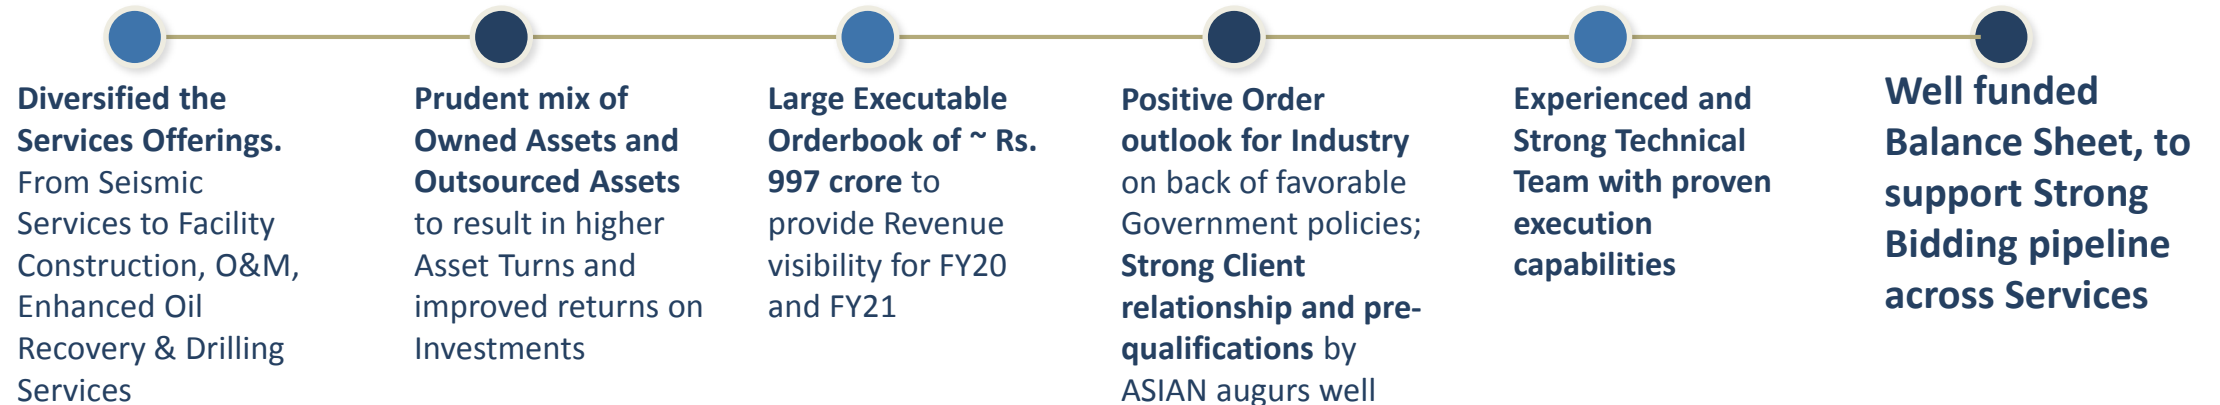 Diversified the
Services Offerings.
From Seismic
Services to Facility
Construction, O&M,
Enhanced Oil
Recovery & Drilling
Services
Prudent mix of
Owned Assets and
Outsourced Assets
to result in higher
Asset Turns and
improved returns on
Investments
Large Executable
Orderbook of ~ Rs.
997 crore to
provide Revenue
visibility for FY20
and FY21
Positive Order
outlook for Industry
on back of favorable
Government policies;
Strong Client
relationship and pre-
qualifications by
ASIAN augurs well
Experienced and
Strong Technical
Team with proven
execution
capabilities
Well funded
Balance Sheet, to
support Strong
Bidding pipeline
across Services